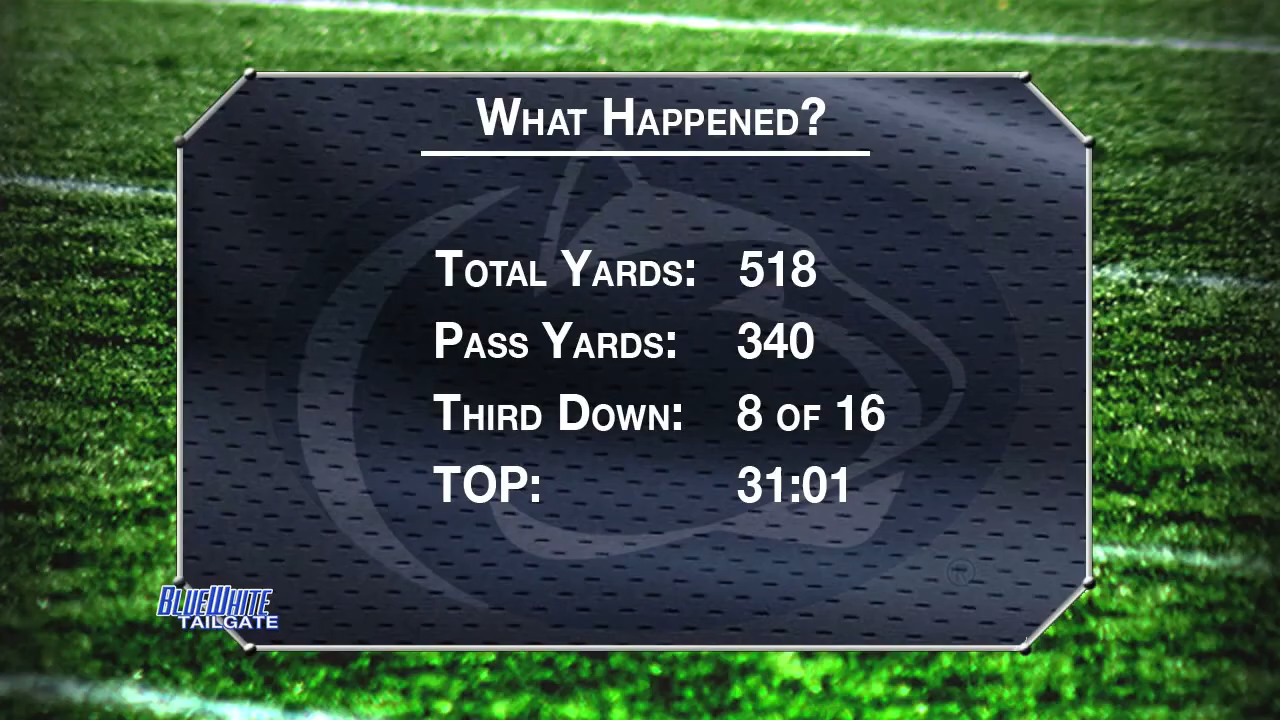 WHAT HAPPENED?
TOTAL YARDS: 518
PASS YARDS: 340
THIRD DOWN: 8 OF 16
TOP: 31:01
®
BLUEWHITE
TAILGATE